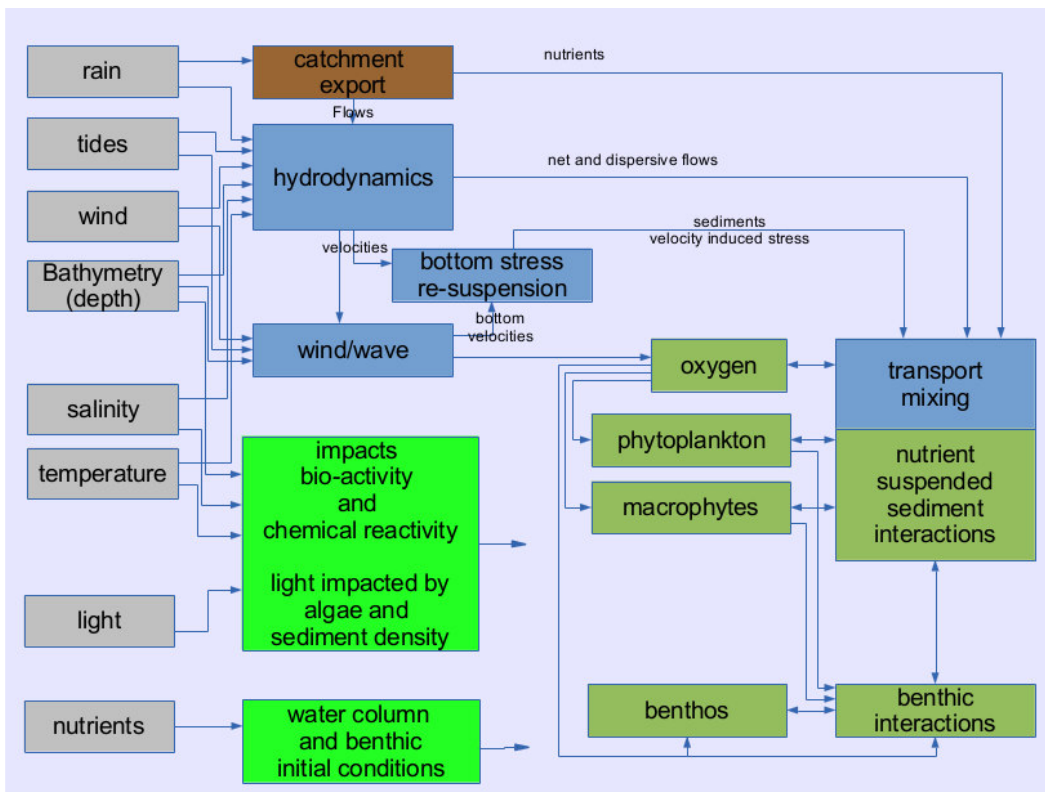 rain
catchment
export
nutrients
Flows
tides
hydrodynamics
net and dispersive flows
wind
sediments
velocity induced stress
velocities
Bathymetry
(depth)
bottom stress
re-suspension
bottom
velocities
wind/wave
oxygen
transport
mixing
salinity
phytoplankton
temperature
impacts
bio-activity
and
chemical reactivity
light impacted by
algae and
sediment density
macrophytes
nutrient
suspended
sediment
interactions
light
nutrients
water column
and benthic
initial conditions
benthos
benthic
interactions